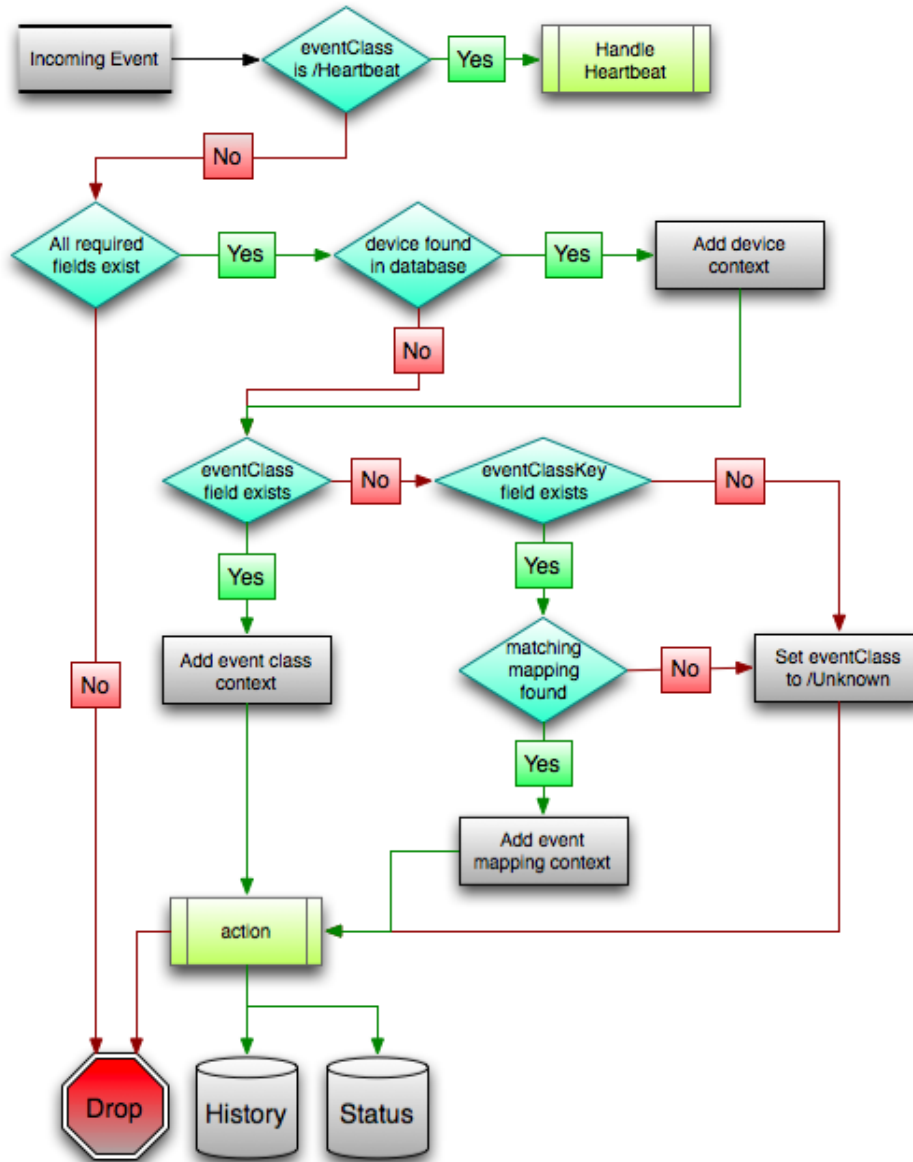 Incoming Event
eventClass
is /Heartbeat
Yes
Handle
Heartbeat
No
All required
fields exist
Yes
device found
in database
Yes
Add device
context
No
eventClass
field exists
No
eventClassKey
field exists
No
Yes
Yes
Add event class
context
matching
mapping
found
No
Set eventClass
to /Unknown
No
Yes
Add event
mapping context
action
Drop
History
Status